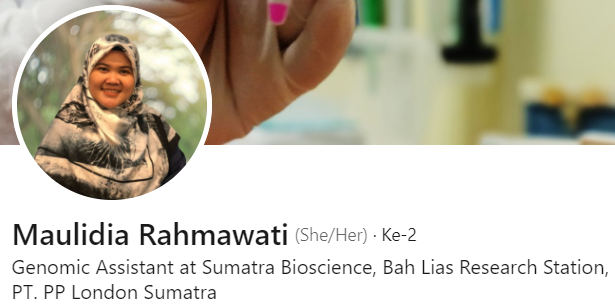 Maulidia Rahmawati (She/Her) · Ke-2
Genomic Assistant at Sumatra Bioscience, Bah Lias Research Station,
PT. PP London Sumatra